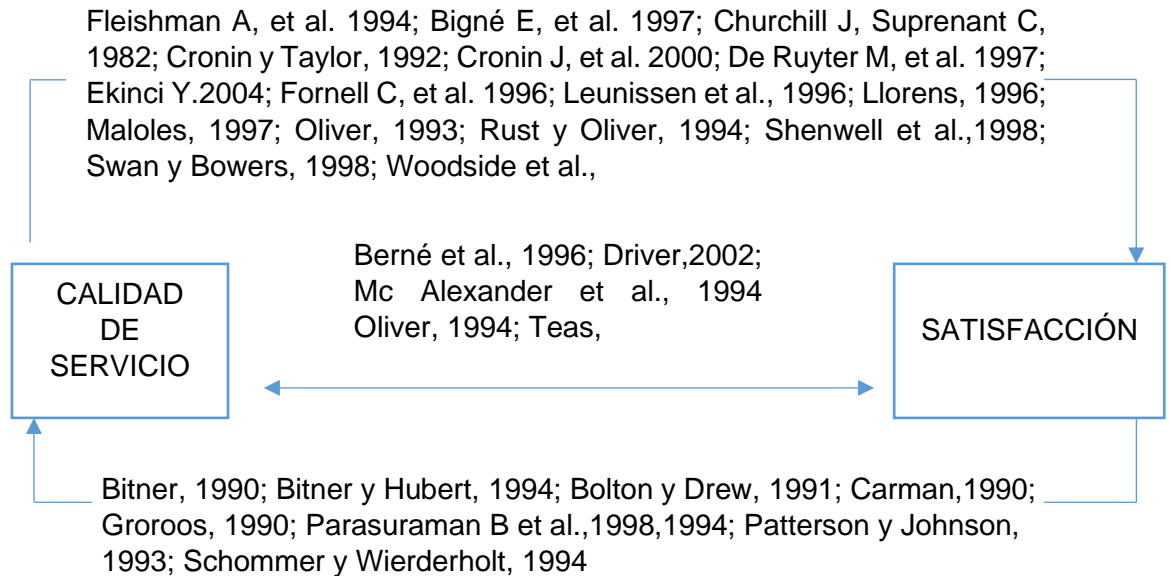 Fleishman A, et al. 1994; Bigné E, et al. 1997; Churchill J, Suprenant C,
1982; Cronin y Taylor, 1992; Cronin J, et al. 2000; De Ruyter M, et al. 1997;
Ekinci Y.2004; Fornell C, et al. 1996; Leunissen et al., 1996; Llorens, 1996;
Maloles, 1997; Oliver, 1993; Rust y Oliver, 1994; Shenwell et al.,1998;
Swan y Bowers, 1998; Woodside et al.,
Berné et al., 1996; Driver,2002;
Mc Alexander et al., 1994
Oliver, 1994; Teas,
CALIDAD
DE
SERVICIO
SATISFACCIÓN
Bitner, 1990; Bitner y Hubert, 1994; Bolton y Drew, 1991; Carman,1990;
Groroos, 1990; Parasuraman B et al.,1998,1994; Patterson y Johnson,
1993; Schommer y Wierderholt, 1994